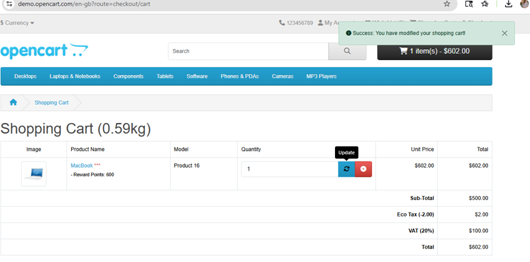 demo.opencart.com/en-gb?route=checkout/cart
$ Currency
123456789
Success: You have modified your shopping cart!
opencart
Search
1 item(s) - $602.00
Desktops Laptops & Notebooks Components Tablets Software Phones & PDAs Cameras MP3 Players
Shopping Cart
Shopping Cart (0.59kg)
Image Product Name Model Quantity Unit Price Total
Update
MacBook *** Product 16 1 $602.00 $602.00
- Reward Points: 600
Sub-Total $500.00
Eco Tax (-2.00) $2.00
VAT (20%) $100.00
Total $602.00